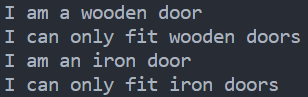 I am a wooden door
I can only fit wooden doors
I am an iron door
I can only fit iron doors